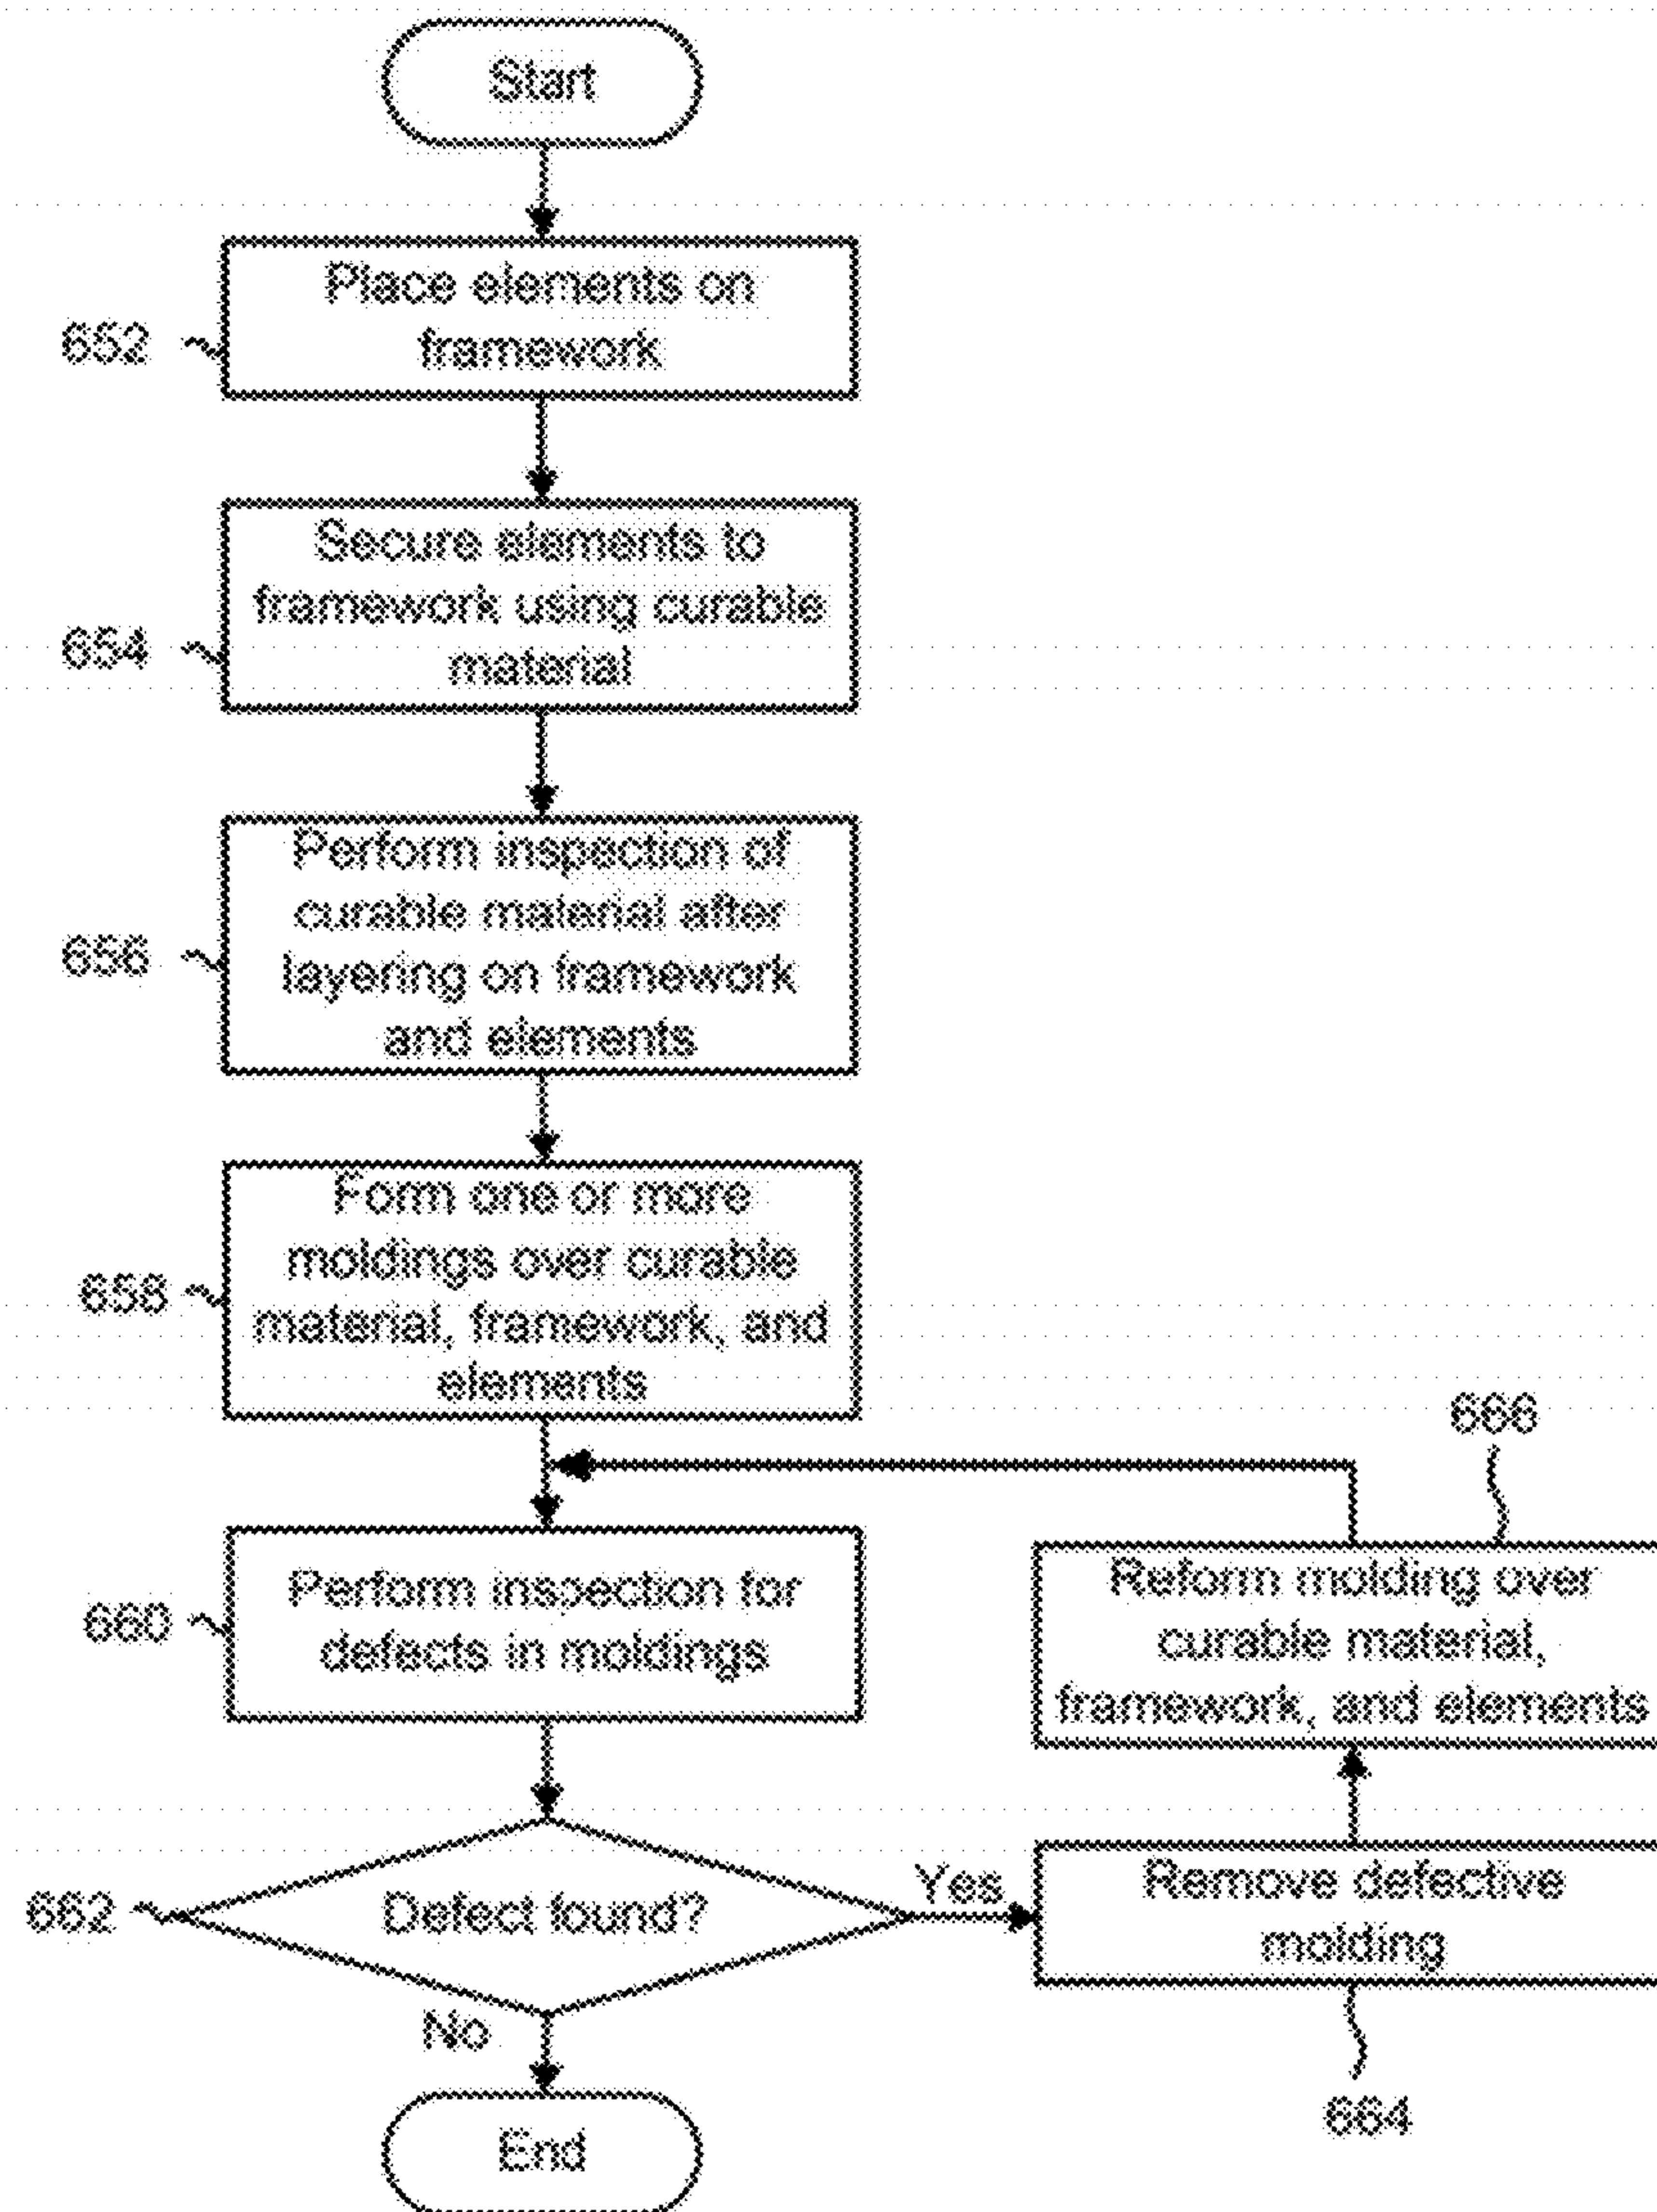 Start
Place elements on
framework
652
Secure elements to
framework using curable
material
654
Perform inspection of
curable material after
layering on framework
and elements
656
Form one or more
moldings over curable
material, framework, and
elements
658
666
Perform inspection for
defects in moldings
660
Reform molding over
curable material,
framework, and elements
Defect found?
662
Yes
Remove defective
molding
664
No
End